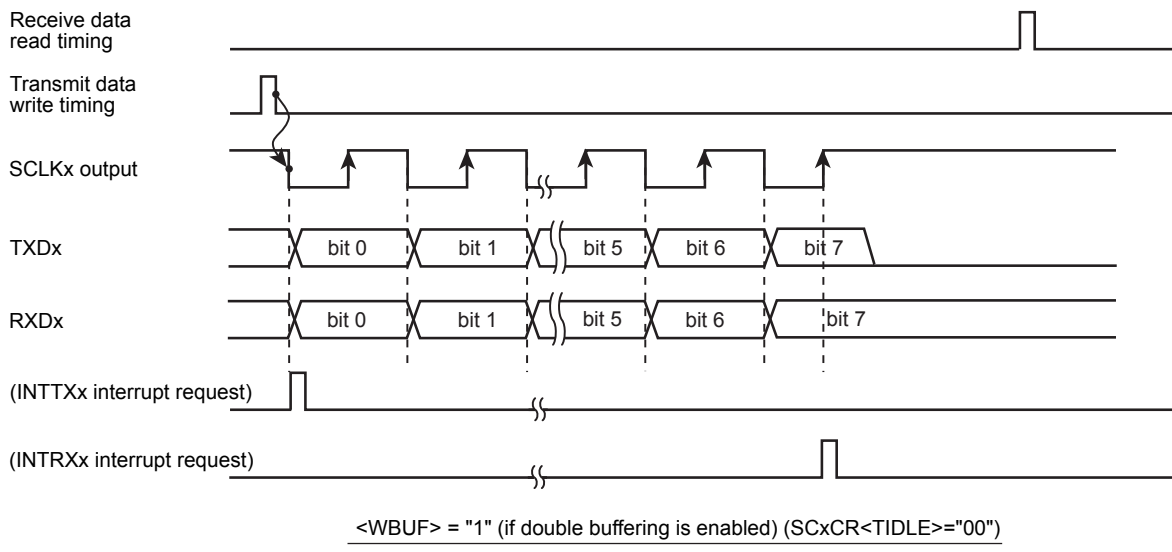 Receive data
read timing
Transmit data
write timing
SCLKx output
TXDx
bit 0
bit 1
bit 5
bit 6
bit 7
RXDx
bit 0
bit 1
bit 5
bit 6
bit 7
(INTTXx interrupt request)
(INTRXx interrupt request)
<WBUF> = "1" (if double buffering is enabled) (SCxCR<TIDLE>="00")